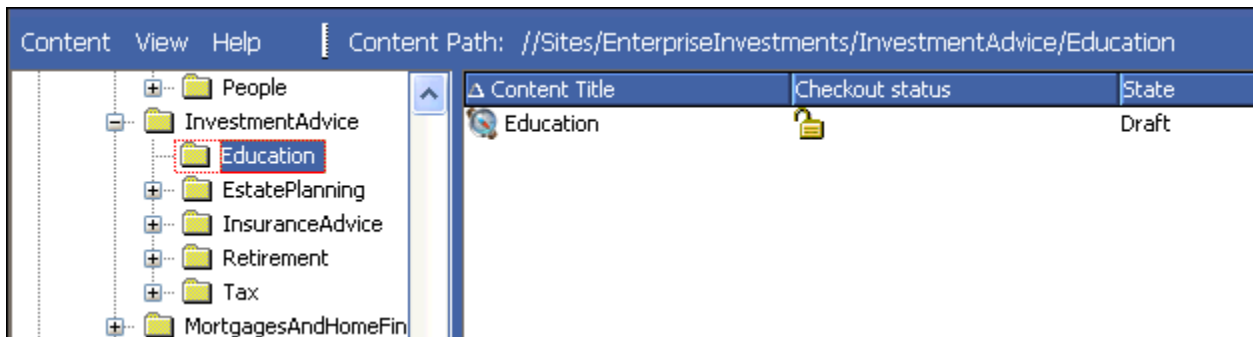 Content View Help Content Path: //Sites/EnterpriseInvestments/InvestmentAdvice/Education
People
InvestmentAdvice
Education
EstatePlanning
InsuranceAdvice
Retirement
Tax
MortgagesAndHomeFin
Δ Content Title Checkout status State
Education Draft